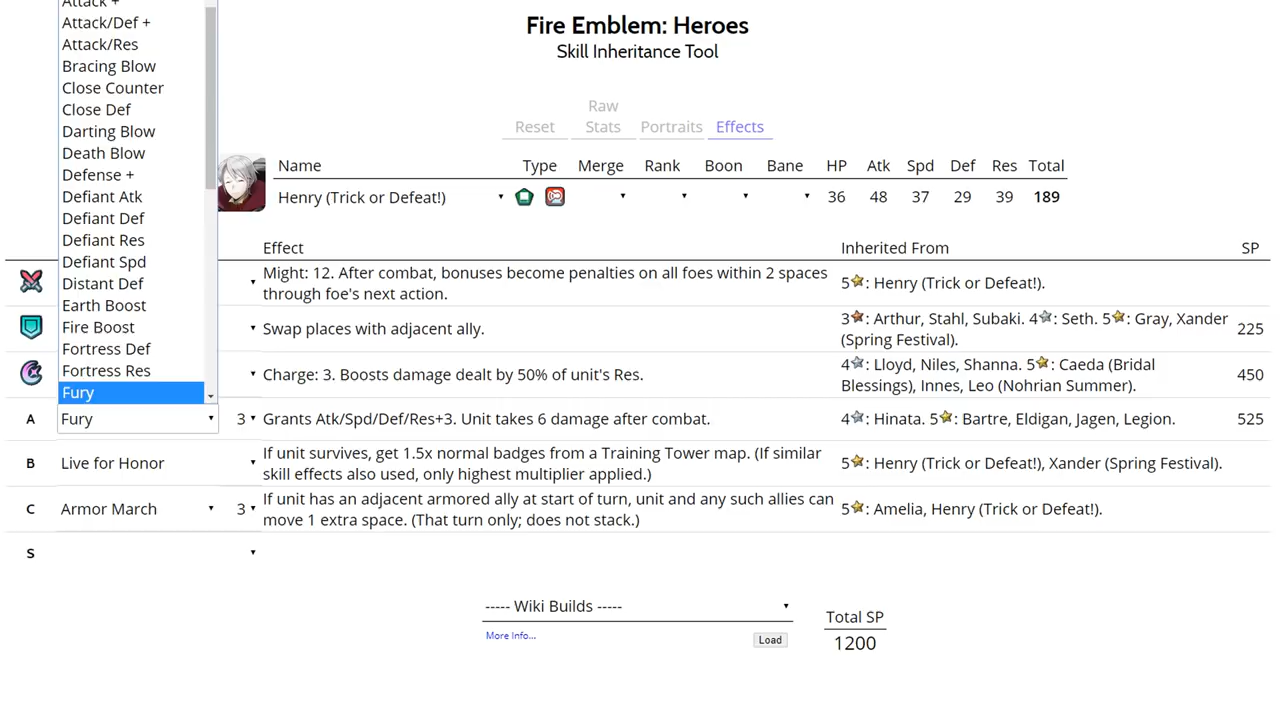 Fire Emblem: Heroes
Skill Inheritance Tool
Reset
Raw
Stats
Portraits
Effects
Attack +
Attack/Def +
Attack/Res
Bracing Blow
Close Counter
Close Def
Darting Blow
Death Blow
Defense +
Defiant Atk
Defiant Def
Defiant Res
Defiant Spd
Distant Def
Earth Boost
Fire Boost
Fortress Def
Fortress Res
Fury
Name Type Merge Rank Boon Bane HP Atk Spd Def Res Total
Henry (Trick or Defeat!) 36 48 37 29 39 189
Effect Inherited From SP
Might: 12. After combat, bonuses become penalties on all foes within 2 spaces
through foe's next action.
5: Henry (Trick or Defeat!).
Swap places with adjacent ally.
3: Arthur, Stahl, Subaki. 4: Seth. 5: Gray, Xander
(Spring Festival).
225
Charge: 3. Boosts damage dealt by 50% of unit's Res.
4: Lloyd, Niles, Shanna. 5: Caeda (Bridal
Blessings), Innes, Leo (Nohrian Summer).
450
A Fury 3 Grants Atk/Spd/Def/Res+3. Unit takes 6 damage after combat. 4: Hinata. 5: Bartre, Eldigan, Jagen, Legion. 525
B Live for Honor
If unit survives, get 1.5x normal badges from a Training Tower map. (If similar
skill effects also used, only highest multiplier applied.)
5: Henry (Trick or Defeat!), Xander (Spring Festival).
C Armor March 3
If unit has an adjacent armored ally at start of turn, unit and any such allies can
move 1 extra space. (That turn only; does not stack.)
5: Amelia, Henry (Trick or Defeat!).
S
----- Wiki Builds -----
More Info...
Load
Total SP
1200